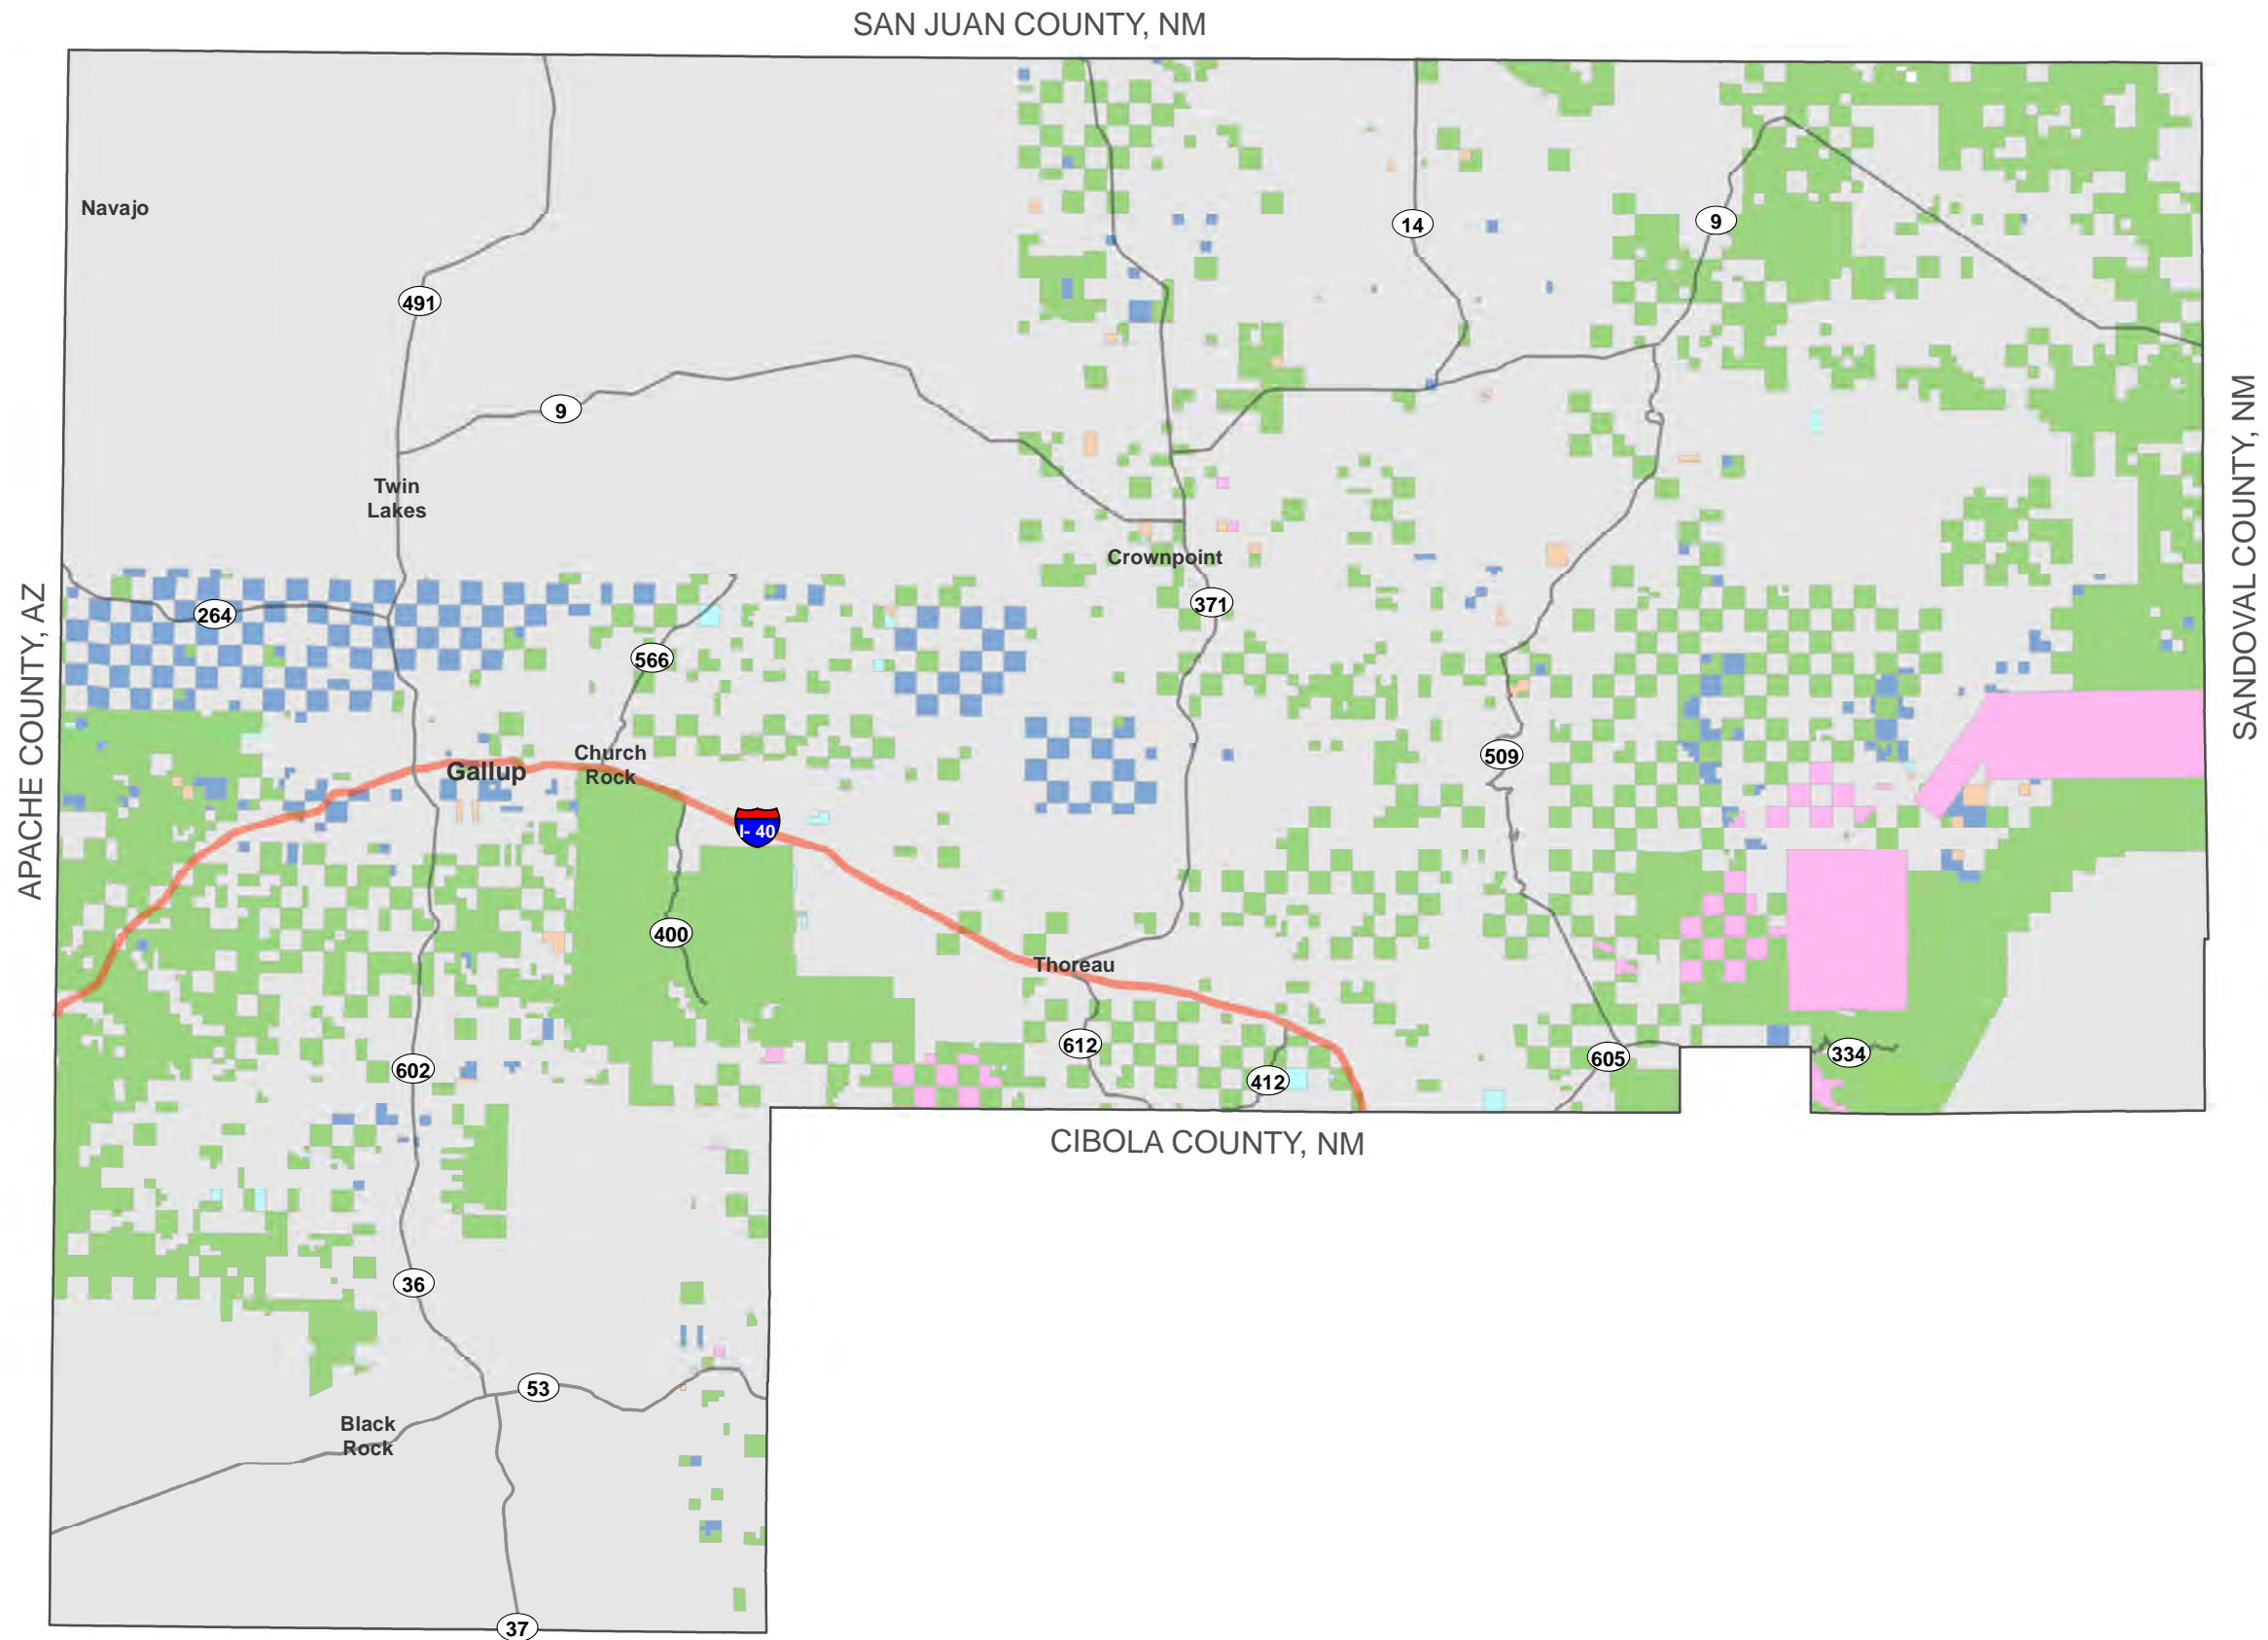 SAN JUAN COUNTY, NM
Navajo
14
9
491
9
Twin
Lakes
Crownpoint
371
264
566
APACHE COUNTY, AZ
SANDOVAL COUNTY, NM
Church
Rock
Gallup
509
I- 40
400
Thoreau
612
605
334
602
412
CIBOLA COUNTY, NM
36
53
Black
Rock
37